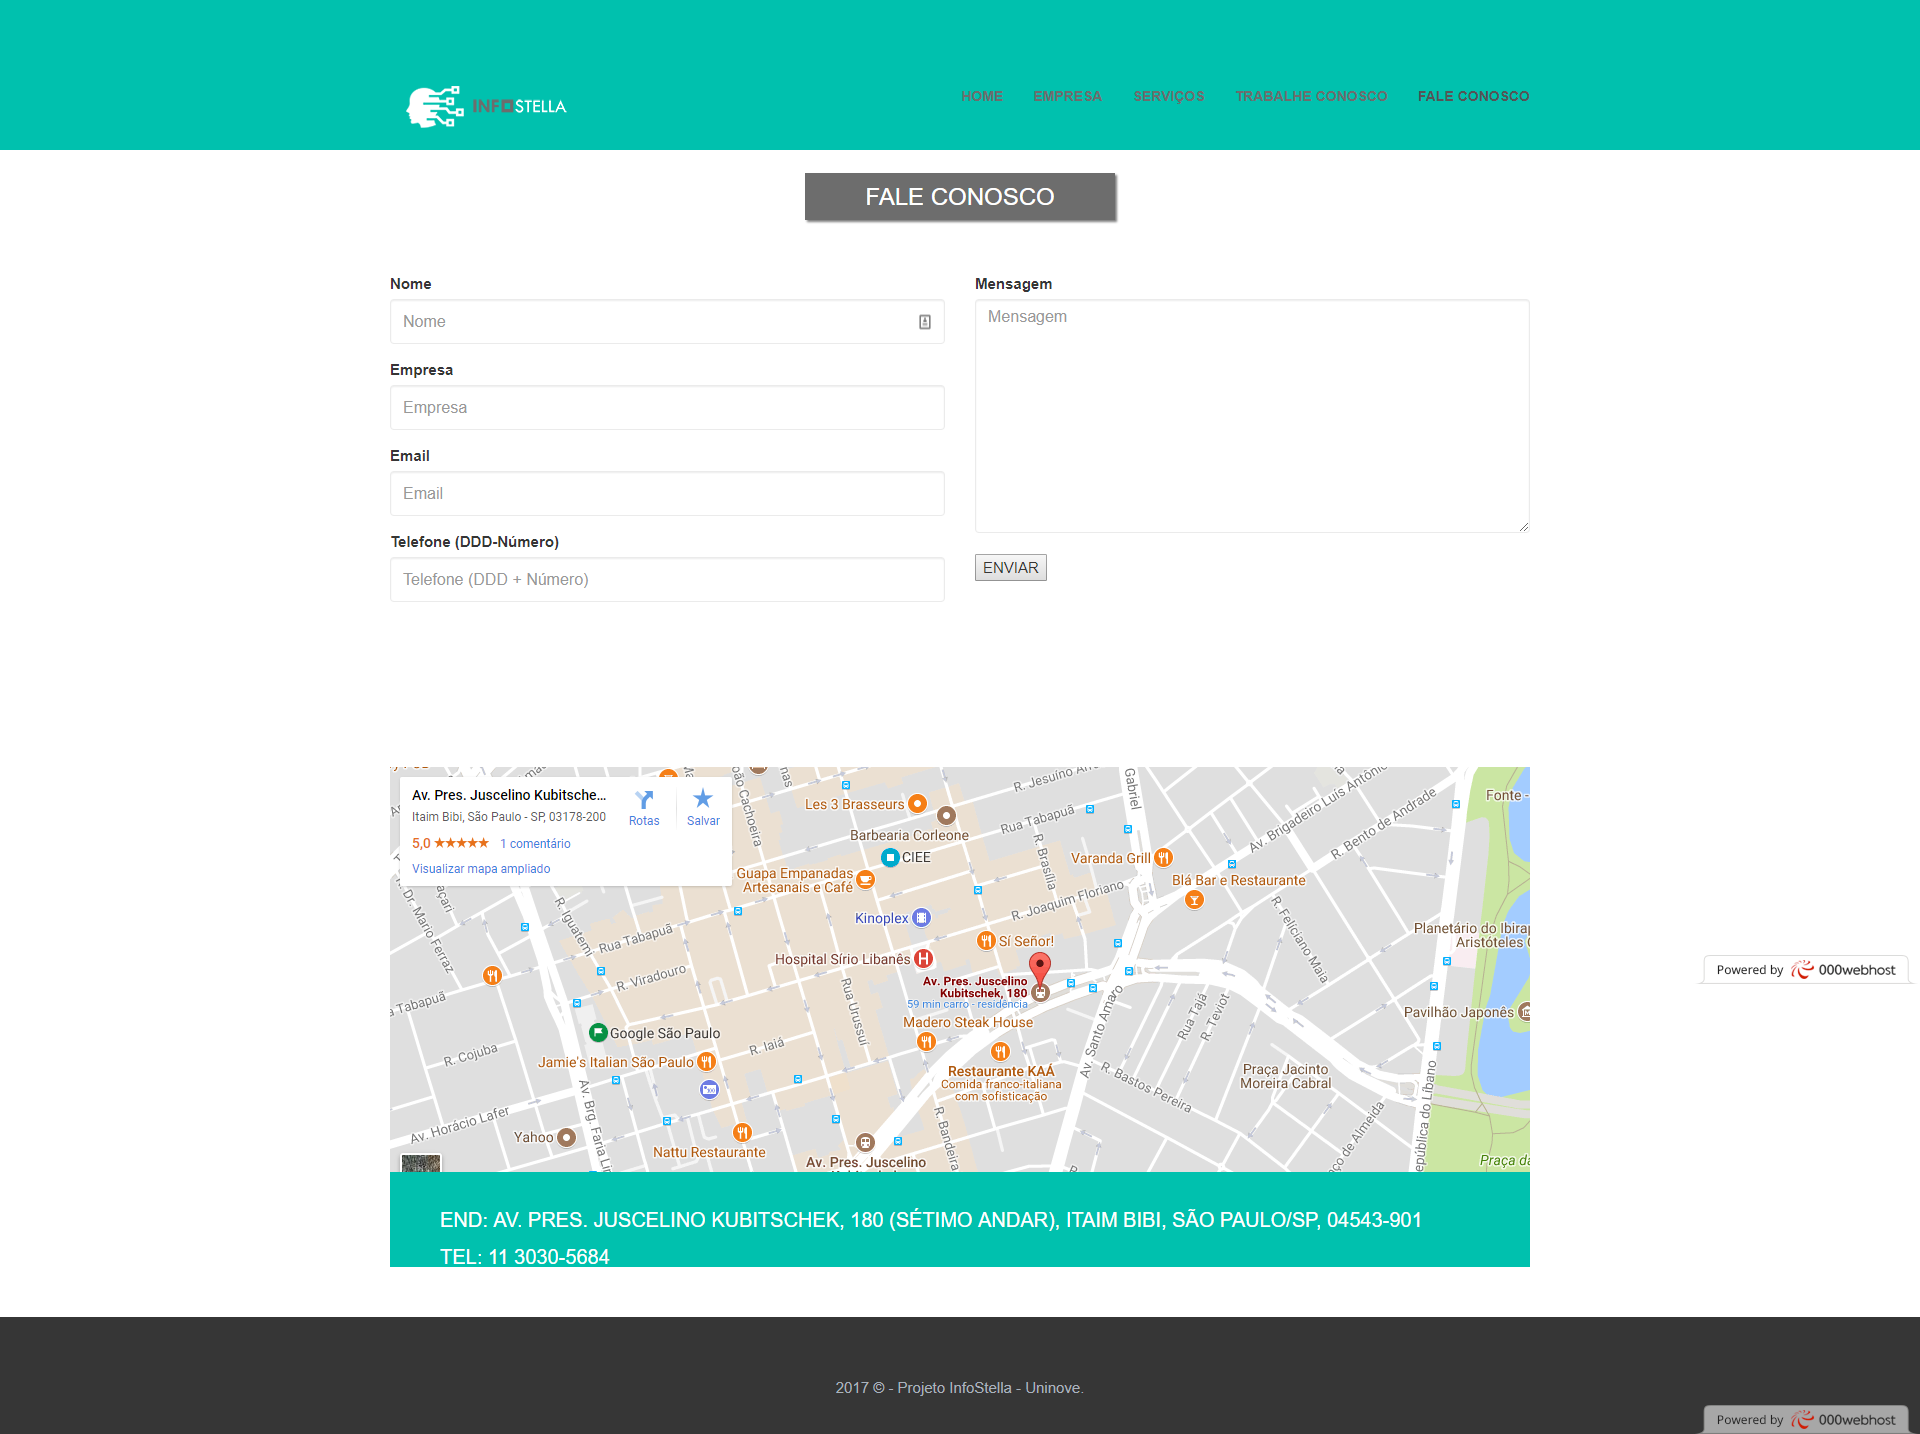 INFOSTELLA
HOME EMPRESA SERVIÇOS TRABALHE CONOSCO FALE CONOSCO
FALE CONOSCO
Nome
Nome
Empresa
Empresa
Email
Email
Telefone (DDD-Número)
Telefone (DDD + Número)
Mensagem
Mensagem
ENVIAR
Av. Pres. Juscelino Kubitsche...
Itaim Bibi, São Paulo - SP, 03178-200
5,0 ★★★★★ 1 comentário
Visualizar mapa ampliado
Rotas
Salvar
R. Jesuíno
Gabriel
Av. Brigadeiro Luis Antônio
Fonte -
Les 3 Brasseurs
Barbearia Corleone
Rua Tabapuã
R. Bento de Andrade
CIEE
R. Brasília
Varanda Grill
Guapa Empanadas
Artesanais e Café
Blá Bar e Restaurante
R. Dr. Mario Ferraz
R. Iguatemi
Kinoplex
R. Joaquim Floriano
R. Feliciano Maia
Rua Tabapuã
Sí Señor!
Planetário do Ibirap
Aristóteles
Hospital Sírio Libanês
R. Viradouro
Av. Pres. Juscelino
Kubitschek, 180
59 min carro - residência
Tabapuã
Rua Urussuí
Av. Santo Amaro
Rua Tajá
R. Teviot
Pavilhão Japonês
Madero Steak House
Google São Paulo
R. Cojuba
R. Iaiá
Jamie's Italian São Paulo
Restaurante KAÁ
Comida franco-italiana
com sofisticação
R. Bastos Pereira
Praça Jacinto
Moreira Cabral
Av. Horácio Lafer
Av. Brg. Faria Lim
Yahoo
Nattu Restaurante
R. Bandeira
Av. Pres. Juscelino
de Almeida
epública do Líbano
Praça da
END: AV. PRES. JUSCELINO KUBITSCHEK, 180 (SÉTIMO ANDAR), ITAIM BIBI, SÃO PAULO/SP, 04543-901
TEL: 11 3030-5684
Powered by 000webhost
2017 © - Projeto InfoStella - Uninove.
Powered by 000webhost